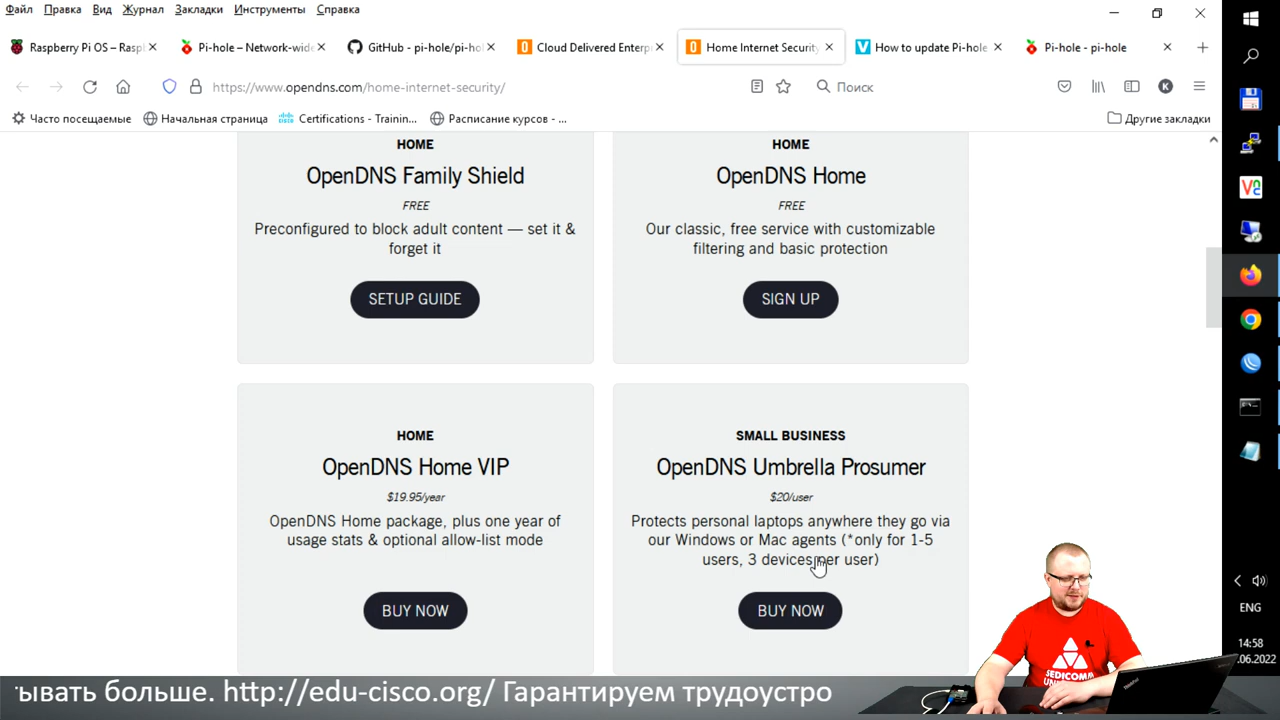 Файл Правка Вид Журнал Закладки Инструменты Справка
Raspberry Pi OS – Rasp
Pi-hole – Network-wide
GitHub - pi-hole/pi-hol
Cloud Delivered Enterp
Home Internet Security
How to update Pi-hole
Pi-hole - pi-hole
https://www.opendns.com/home-internet-security/
Поиск
Часто посещаемые
Начальная страница
Certifications - Trainin...
Расписание курсов - ...
Другие закладки
HOME
OpenDNS Family Shield
FREE
Preconfigured to block adult content — set it &
forget it
SETUP GUIDE
HOME
OpenDNS Home
FREE
Our classic, free service with customizable
filtering and basic protection
SIGN UP
HOME
OpenDNS Home VIP
$19.95/year
OpenDNS Home package, plus one year of
usage stats & optional allow-list mode
BUY NOW
SMALL BUSINESS
OpenDNS Umbrella Prosumer
$20/user
Protects personal laptops anywhere they go via
our Windows or Mac agents (*only for 1-5
users, 3 devices per user)
BUY NOW
ENG
14:58
.06.2022
SEDICOMM
ThinkPad
ывать больше. http://edu-cisco.org/ Гарантируем трудоустро